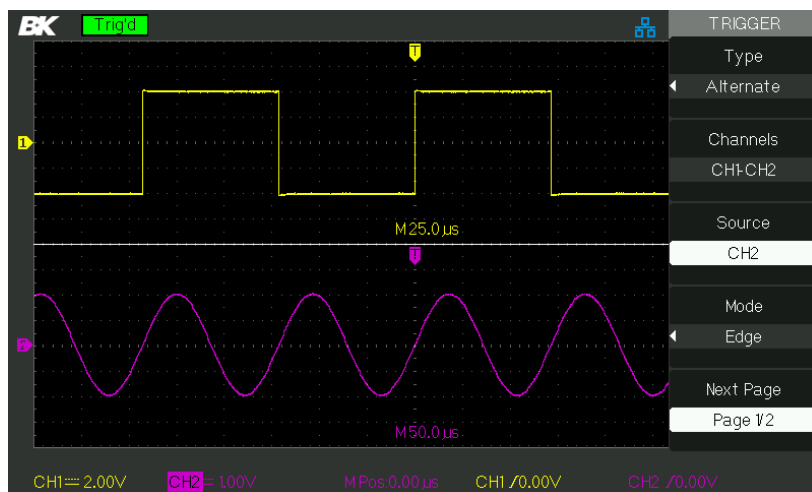 BK Trig'd
T
1
M 25.0 µs
T
2
M 50.0 µs
CH1 2.00V CH2 1.00V M Pos:0.00 µs CH1 / 0.00V CH2 / 0.00V
TRIGGER
Type
Alternate
Channels
CH1-CH2
Source
CH2
Mode
Edge
Next Page
Page 1/2